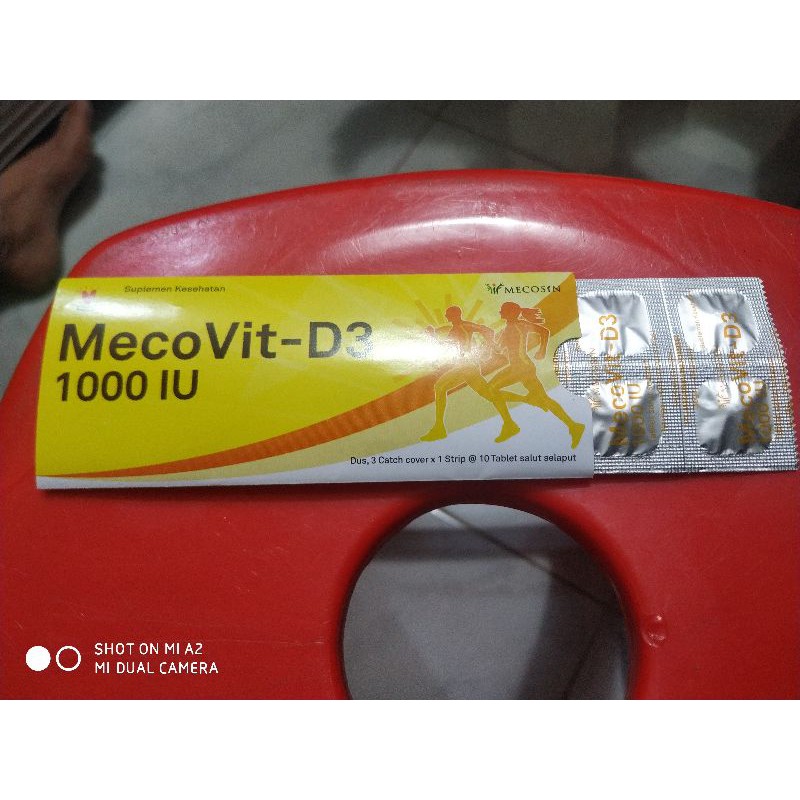 Suplemen Kesehatan
MECOSIN
MecoVit-D3
1000 IU
Dus, 3 Catch cover x 1 Strip @ 10 Tablet salut selaput
MecoVit-D3
1000 IU
MecoVit-D3
1000 IU
SHOT ON MI A2
MI DUAL CAMERA